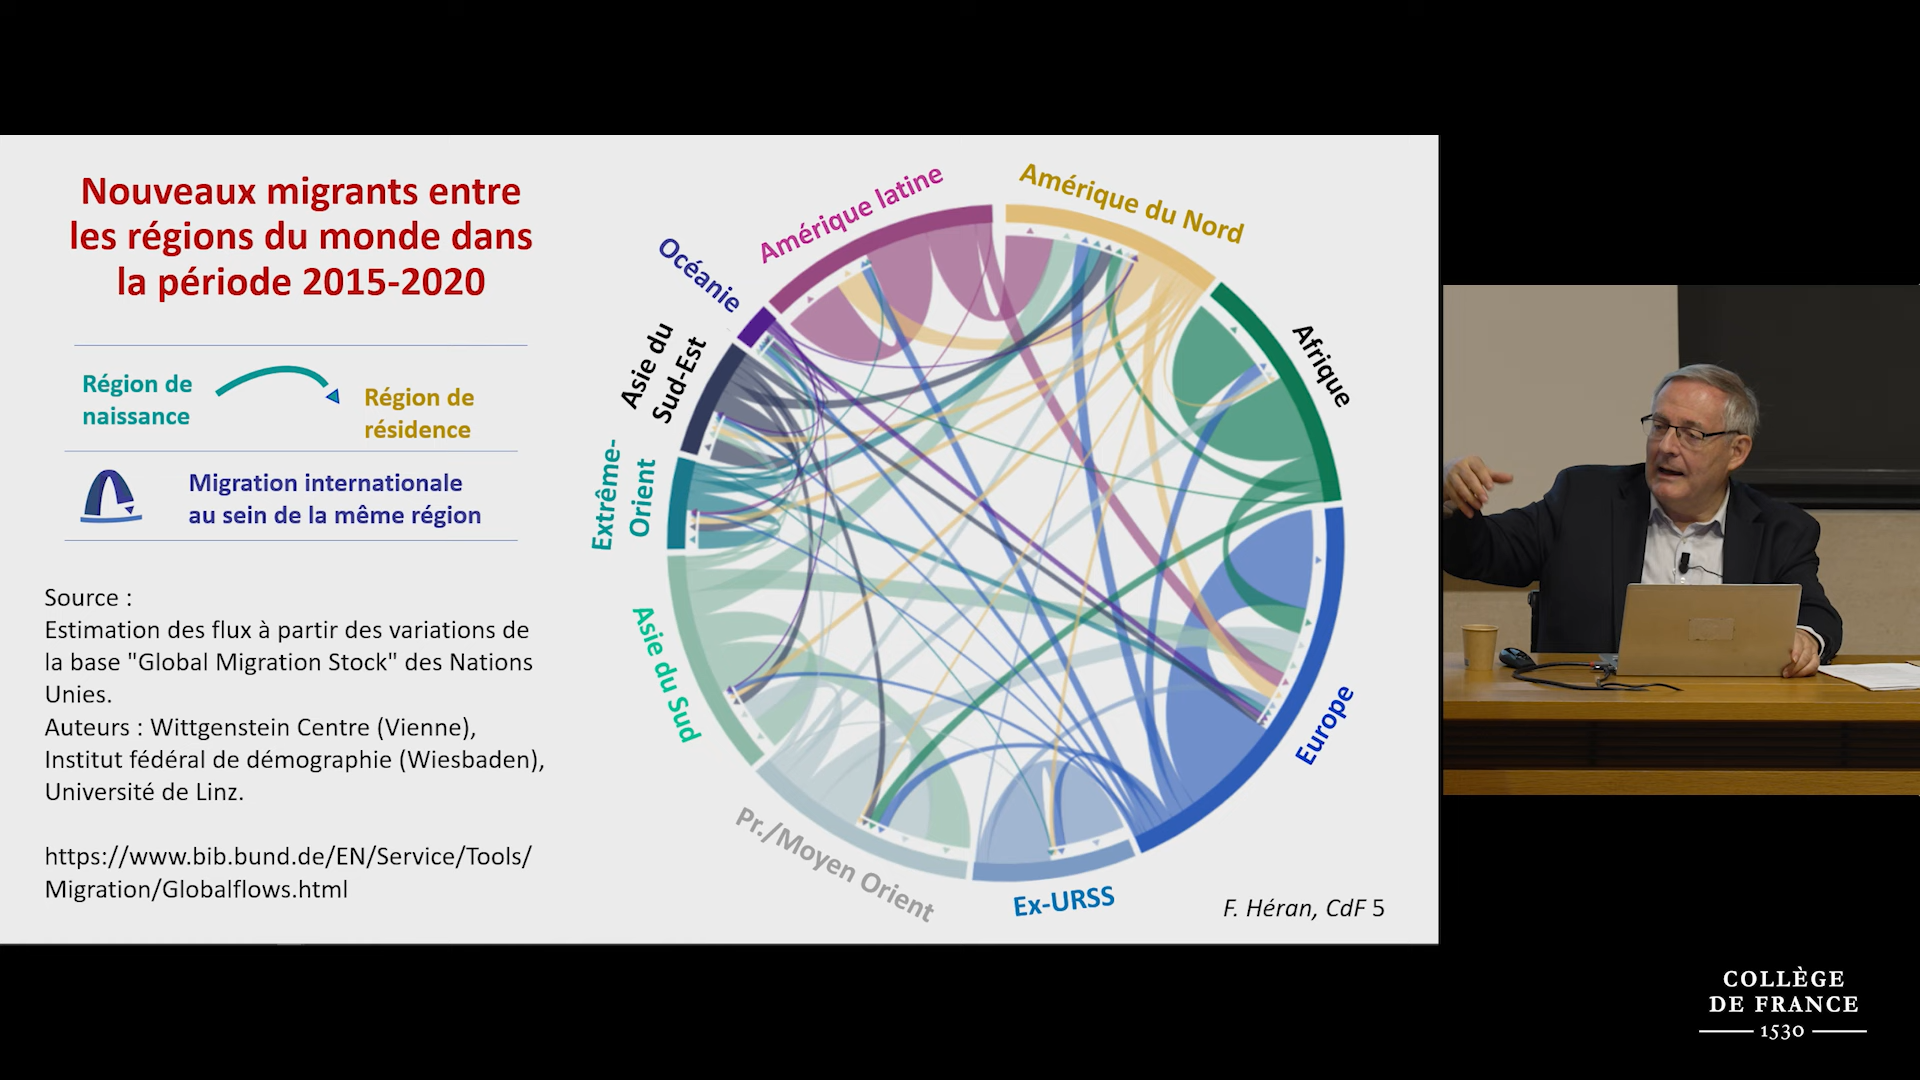 Nouveaux migrants entre
les régions du monde dans
la période 2015-2020
Région de
naissance
Région de
résidence
Migration internationale
au sein de la même région
Source :
Estimation des flux à partir des variations de
la base "Global Migration Stock" des Nations
Unies.
Auteurs : Wittgenstein Centre (Vienne),
Institut fédéral de démographie (Wiesbaden),
Université de Linz.
https://www.bib.bund.de/EN/Service/Tools/
Migration/Globalflows.html
Amérique latine
Amérique du Nord
Afrique
Europe
Ex-URSS
Pr./Moyen Orient
Asie du Sud
Extrême-
Orient
Asie du
Sud-Est
Océanie
F. Héran, CdF 5
COLLÈGE
DE FRANCE
1530